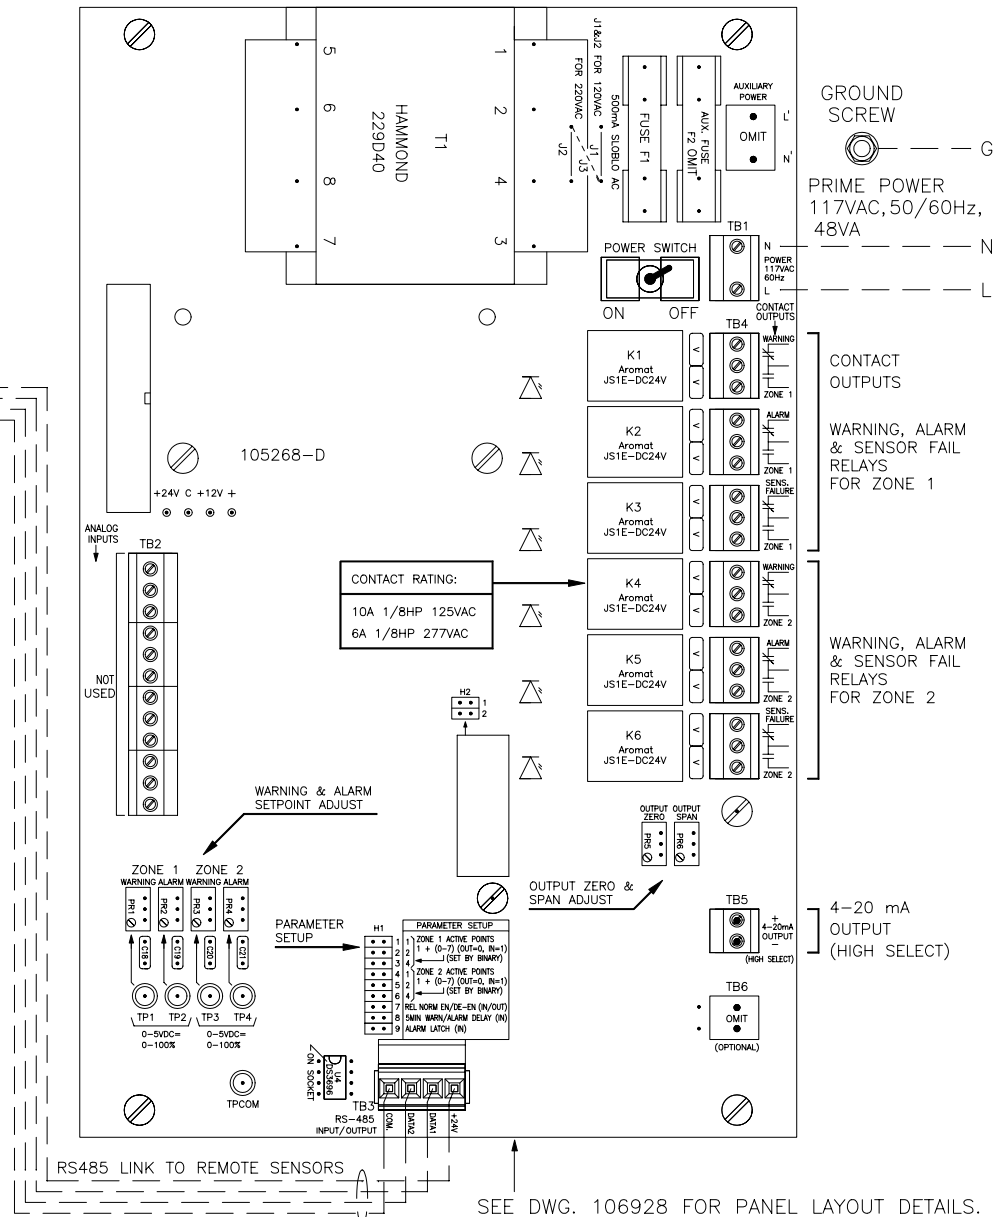 5
6
8
7
HAMMOND
229D40
T1
1
2
4
3
J1&J2 FOR 120VAC
FOR 220VAC
J2
J3
J1
500mA SLOBLO AC
FUSE F1
AUX. FUSE
F2 OMIT
AUXILIARY
POWER
L'
OMIT
N'
GROUND
SCREW
G
PRIME POWER
117VAC,50/60Hz,
48VA
TB1
N
POWER
117VAC
60Hz
L
N
L
POWER SWITCH
ON OFF
CONTACT
OUTPUTS
TB4
K1
Aromat
JS1E-DC24V
V
V
WARNING
ZONE 1
CONTACT
OUTPUTS
K2
Aromat
JS1E-DC24V
V
V
ALARM
ZONE 1
WARNING, ALARM
& SENSOR FAIL
RELAYS
FOR ZONE 1
K3
Aromat
JS1E-DC24V
V
V
SENS.
FAILURE
ZONE 1
105268-D
+24V C +12V +
ANALOG
INPUTS
TB2
NOT
USED
CONTACT RATING:
10A 1/8HP 125VAC
6A 1/8HP 277VAC
K4
Aromat
JS1E-DC24V
V
V
WARNING
ZONE 2
K5
Aromat
JS1E-DC24V
V
V
ALARM
ZONE 2
WARNING, ALARM
& SENSOR FAIL
RELAYS
FOR ZONE 2
K6
Aromat
JS1E-DC24V
V
V
SENS.
FAILURE
ZONE 2
H2
1
2
WARNING & ALARM
SETPOINT ADJUST
OUTPUT
ZERO
OUTPUT
SPAN
PR5
PR6
OUTPUT ZERO &
SPAN ADJUST
ZONE 1 ZONE 2
WARNING ALARM WARNING ALARM
PR1
PR2
PR3
PR4
C18
C19
C20
C21
TP1 TP2 TP3 TP4
0-5VDC=
0-100%
0-5VDC=
0-100%
TPCOM
PARAMETER
SETUP
H1
PARAMETER SETUP
1 1 ZONE 1 ACTIVE POINTS
2 2 1 + (0-7) (OUT=0, IN=1)
3 4 (SET BY BINARY)
4 1 ZONE 2 ACTIVE POINTS
5 2 1 + (0-7) (OUT=0, IN=1)
6 4 (SET BY BINARY)
7 REL NORM EN/DE-EN (IN/OUT)
8 5MIN WARN/ALARM DELAY (IN)
9 ALARM LATCH (IN)
TB5
+
4-20mA
OUTPUT
-
(HIGH SELECT)
4-20 mA
OUTPUT
(HIGH SELECT)
TB6
OMIT
(OPTIONAL)
ON SOCKET
U4
DS3696
TB3
RS-485
INPUT/OUTPUT
COM.
DATA2
DATA1
+24V
RS485 LINK TO REMOTE SENSORS
SEE DWG. 106928 FOR PANEL LAYOUT DETAILS.